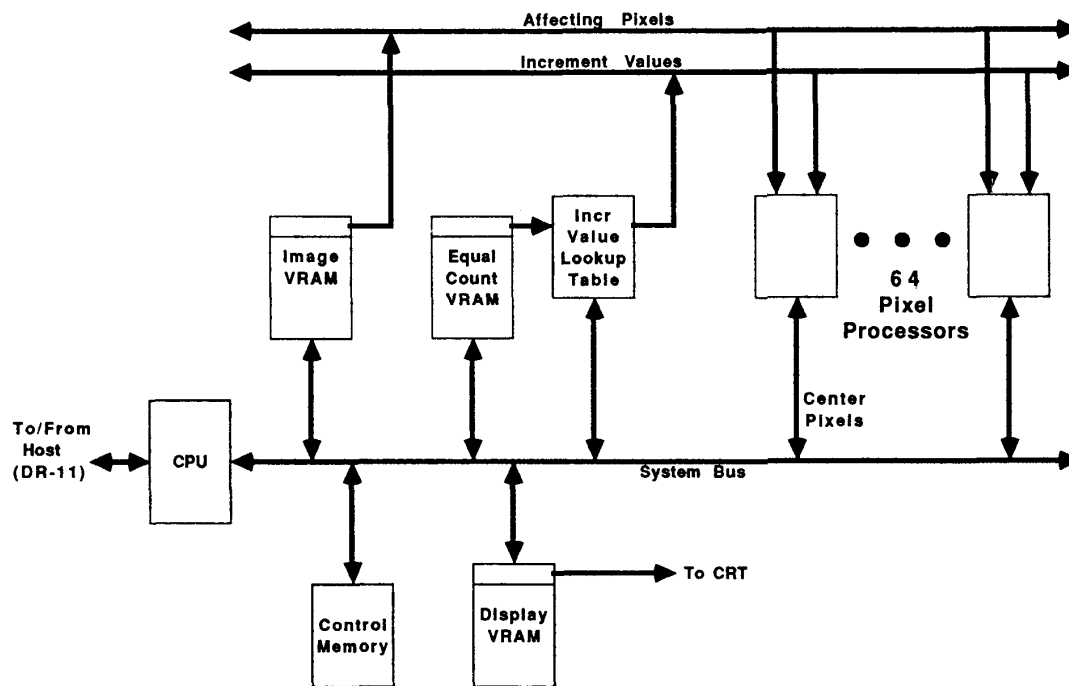 Affecting Pixels
Increment Values
Image
VRAM
Equal
Count
VRAM
Incr
Value
Lookup
Table
64
Pixel
Processors
Center
Pixels
To/From
Host
(DR-11)
CPU
System Bus
To CRT
Control
Memory
Display
VRAM